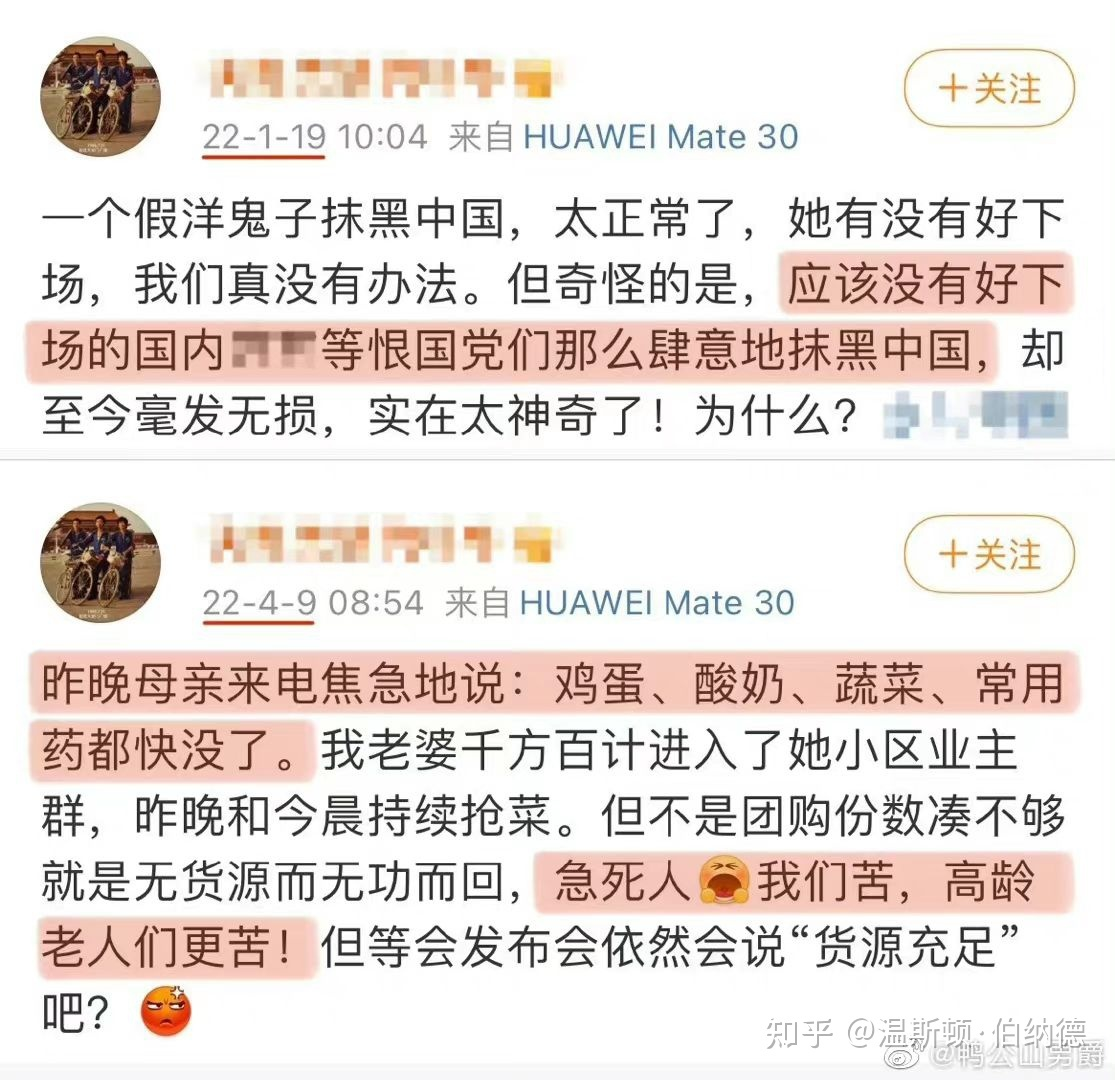 +关注
22-1-19 10:04 来自 HUAWEI Mate 30
一个假洋鬼子抹黑中国，太正常了，她有没有好下
场，我们真没有办法。但奇怪的是，应该没有好下
场的国内等恨国党们那么肆意地抹黑中国，却
至今毫发无损，实在太神奇了！为什么？
+关注
22-4-9 08:54 来自 HUAWEI Mate 30
昨晚母亲来电焦急地说：鸡蛋、酸奶、蔬菜、常用
药都快没了。我老婆千方百计进入了她小区业主
群，昨晚和今晨持续抢菜。但不是团购份数凑不够
就是无货源而无功而回，急死人我们苦，高龄
老人们更苦！但等会发布会依然会说“货源充足”
吧？
知乎 @温斯顿·伯纳德
@鸭公山男爵